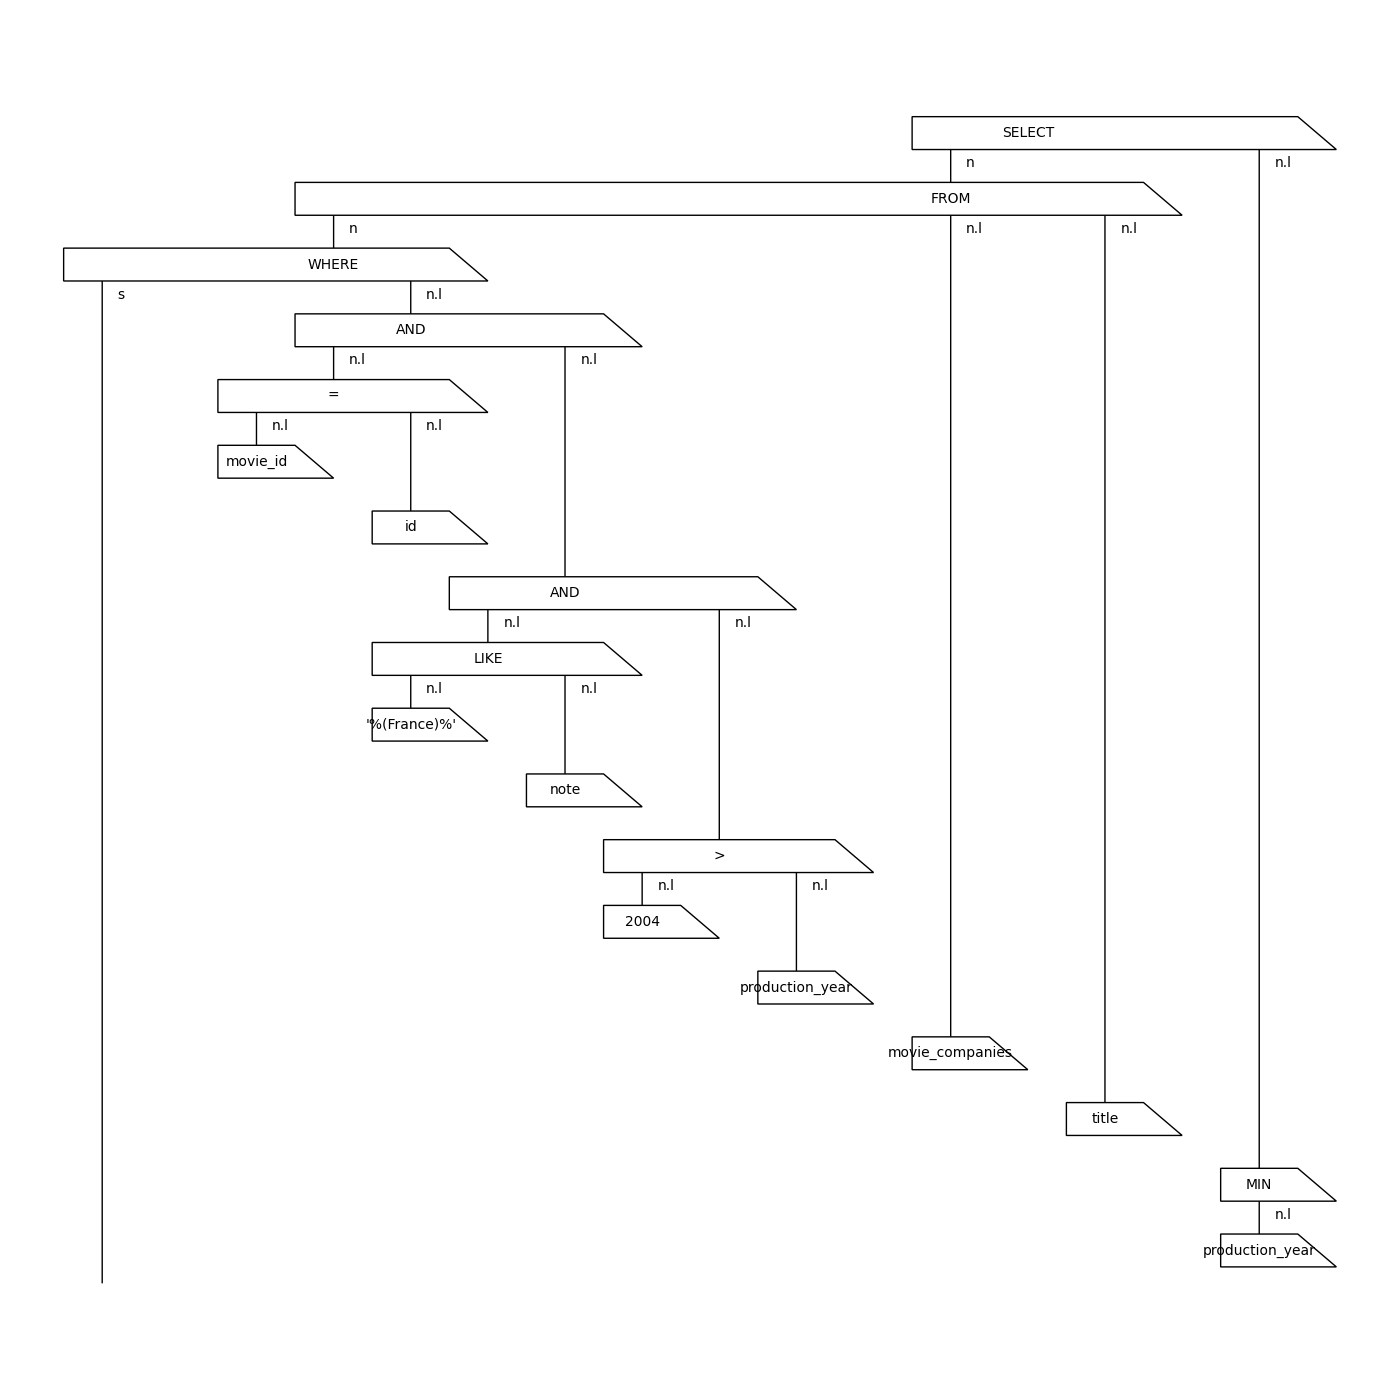 SELECT
n n.l
FROM
n n.l n.l
WHERE
s n.l
AND
n.l n.l
=
n.l n.l
movie_id
id
AND
n.l n.l
LIKE
n.l n.l
'%(France)%'
note
>
n.l n.l
2004
production_year
movie_companies
title
MIN
n.l
production_year